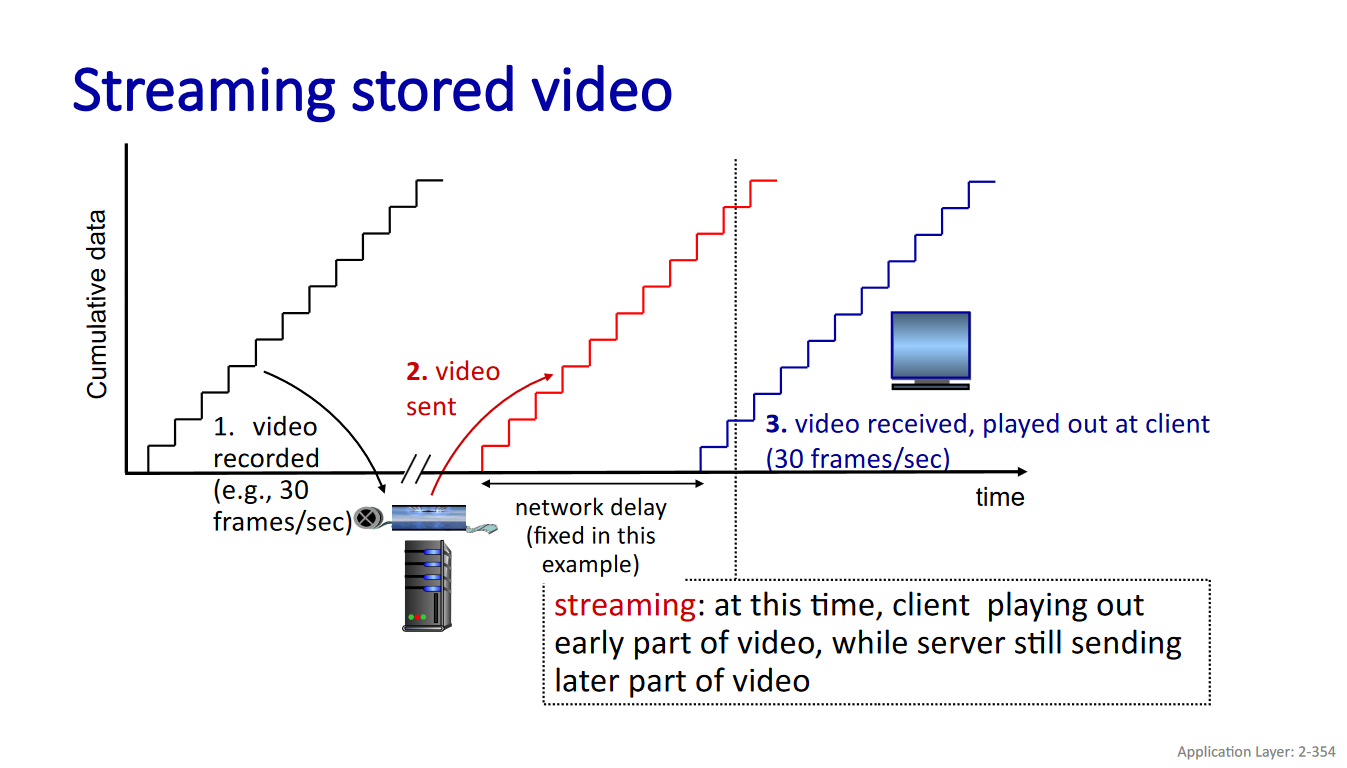 Streaming stored video
Cumulative data
1. video
recorded
(e.g., 30
frames/sec)
2. video
sent
network delay
(fixed in this
example)
3. video received, played out at client
(30 frames/sec)
time
streaming: at this time, client playing out
early part of video, while server still sending
later part of video
Application Layer: 2-354